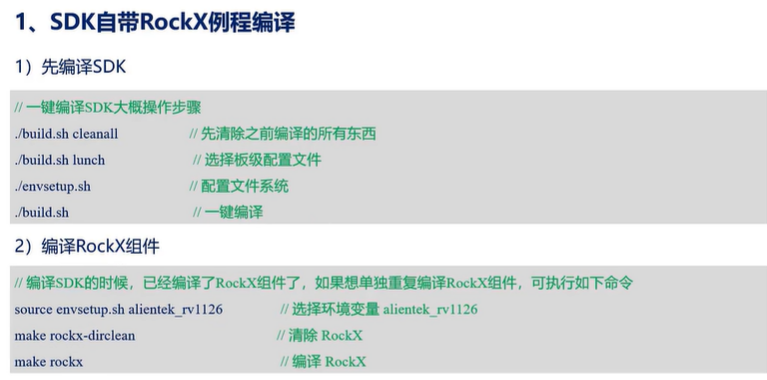 1、SDK自带RockX例程编译
1）先编译SDK
// 一键编译SDK大概操作步骤
./build.sh cleanall // 先清除之前编译的所有东西
./build.sh lunch // 选择板级配置文件
./envsetup.sh // 配置文件系统
./build.sh // 一键编译
2）编译RockX组件
// 编译SDK的时候，已经编译了RockX组件了，如果想单独重复编译RockX组件，可执行如下命令
source envsetup.sh alientek_rv1126 // 选择环境变量 alientek_rv1126
make rockx-dirclean // 清除 RockX
make rockx // 编译 RockX